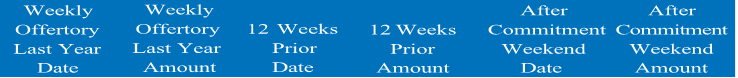 Weekly
Offertory
Last Year
Date
Weekly
Offertory
Last Year
Amount
12 Weeks
Prior
Date
12 Weeks
Prior
Amount
After
Commitment
Weekend
Date
After
Commitment
Weekend
Amount